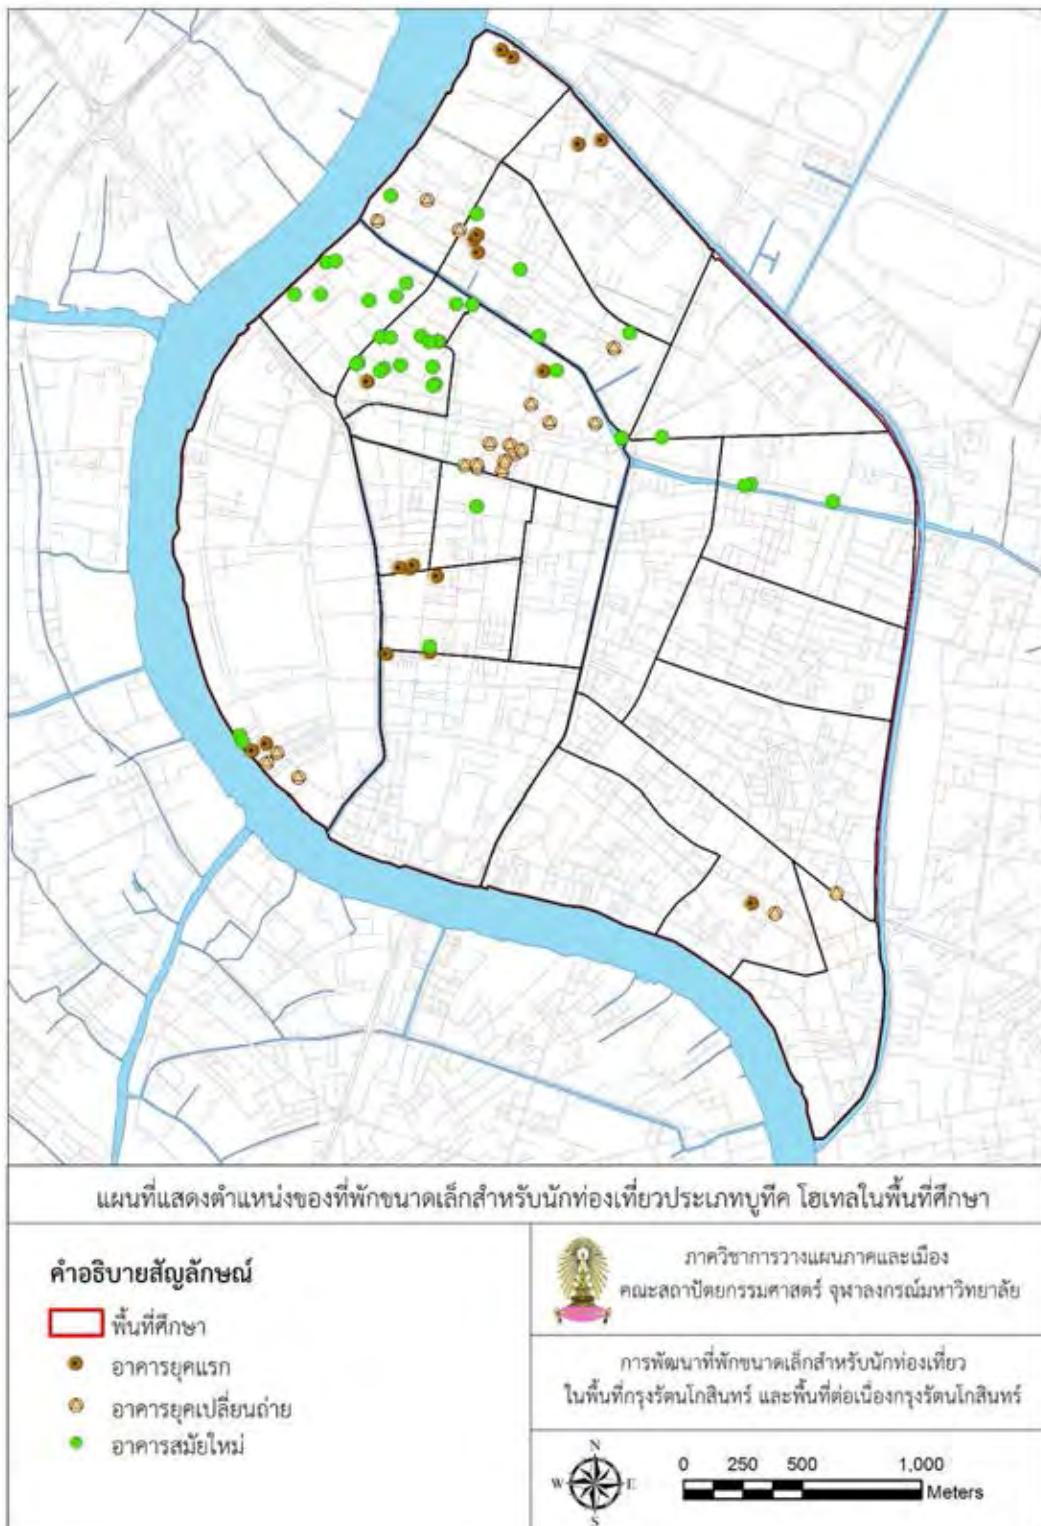 แผนที่แสดงตำแหน่งของที่พักขนาดเล็กสำหรับนักท่องเที่ยวประเภทบูทีค โฮเทลในพื้นที่ศึกษา
คำอธิบายสัญลักษณ์
พื้นที่ศึกษา
อาคารยุคแรก
อาคารยุคเปลี่ยนถ่าย
อาคารสมัยใหม่
ภาควิชาการวางแผนภาคและเมือง
คณะสถาปัตยกรรมศาสตร์ จุฬาลงกรณ์มหาวิทยาลัย
การพัฒนาที่พักขนาดเล็กสำหรับนักท่องเที่ยว
ในพื้นที่กรุงรัตนโกสินทร์ และพื้นที่ต่อเนื่องกรุงรัตนโกสินทร์
N
W E
S
0 250 500 1,000
Meters